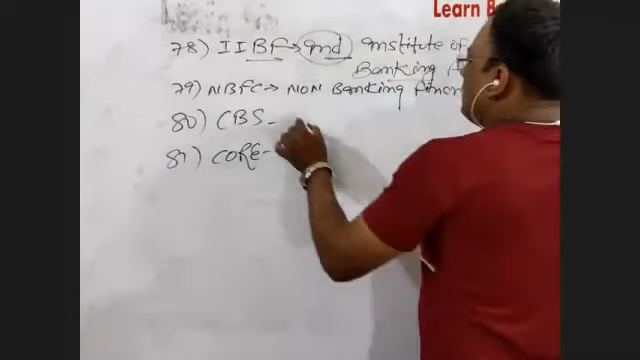 Learn B
78) IIBF → Ind Institute of
Banking
79) NBFC → NON Banking Finan
80) CBS -
81) CORE -